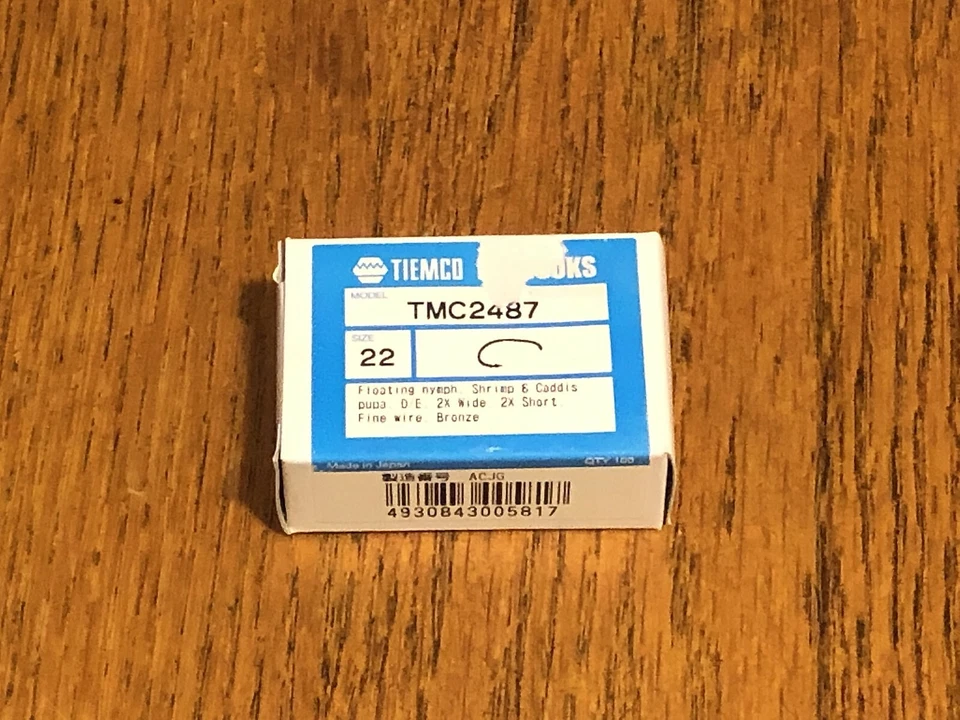 TIEMCO
MODEL
TMC2487
SIZE
22
Floating nymph. Shrimp & Caddis
pupa. D.E. 2X Wide. 2X Short.
Fine wire. Bronze
Made in Japan QTY 100
製造番号 ACJG
4930843005817